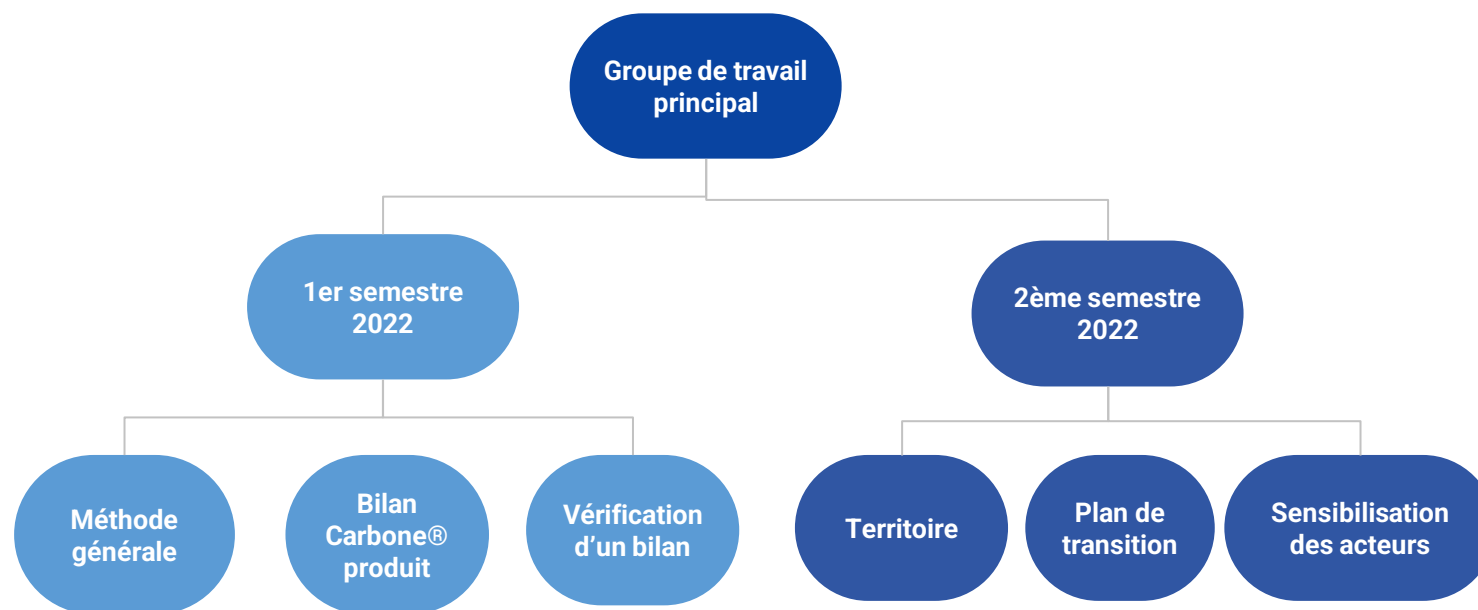 Groupe de travail
principal
1er semestre
2022
2ème semestre
2022
Méthode
générale
Bilan
Carbone®
produit
Vérification
d’un bilan
Territoire
Plan de
transition
Sensibilisation
des acteurs